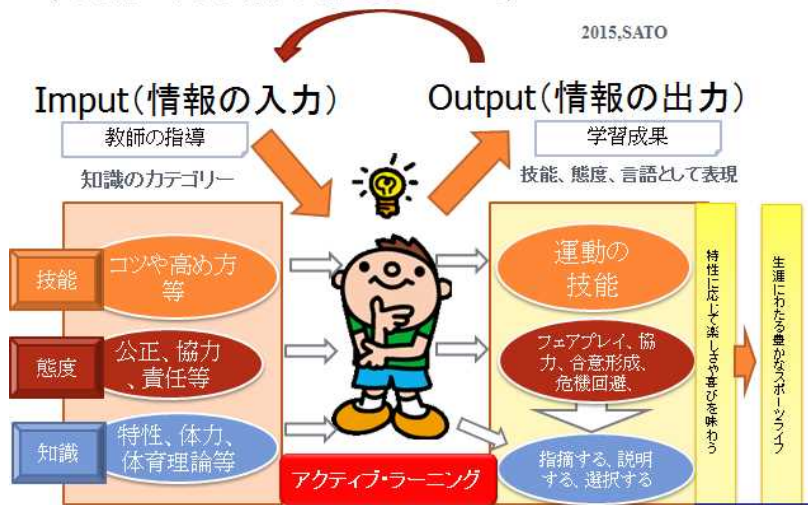 2015,SATO
Imput(情報の入力)
Output(情報の出力)
教師の指導
学習成果
知識のカテゴリー
技能、態度、言語として表現
技能
コツや高め方
等
運動の
技能
態度
公正、協力
、責任等
フェアプレイ、協
力、合意形成、
危機回避、
知識
特性、体力、
体育理論等
アクティブ・ラーニング
指摘する、説明
する、選択する
特性に応じて楽しさや喜びを味わう
生涯にわたる豊かなスポーツライフ